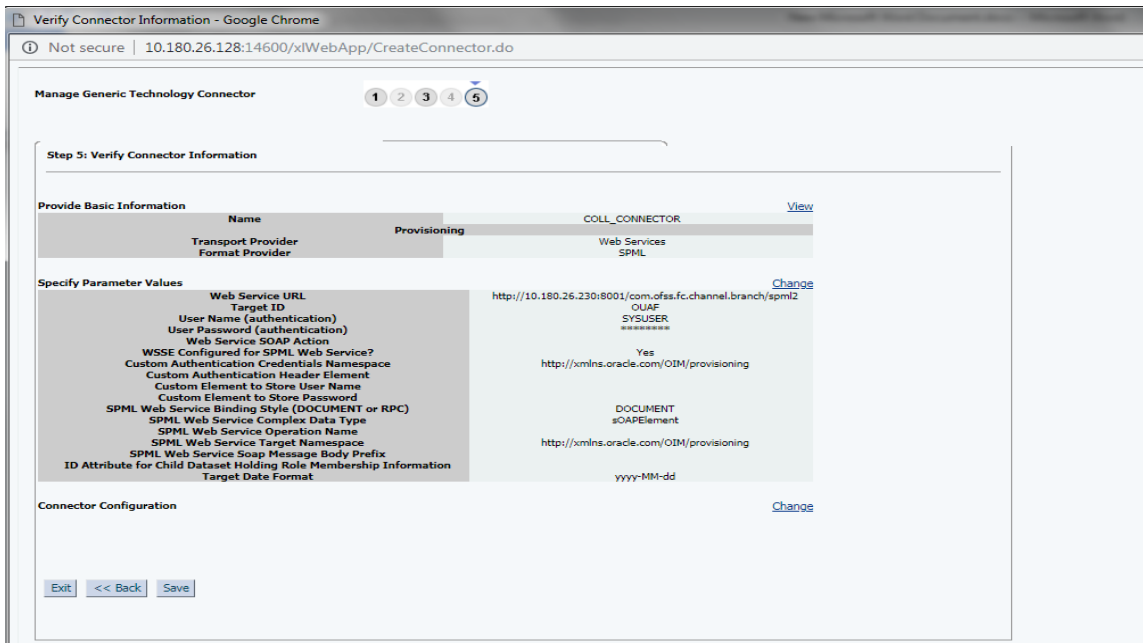 Verify Connector Information - Google Chrome
Not secure | 10.180.26.128:14600/xlWebApp/CreateConnector.do
Manage Generic Technology Connector 1 2 3 4 5
Step 5: Verify Connector Information
Provide Basic Information View
Name COLL_CONNECTOR
Provisioning
Transport Provider Web Services
Format Provider SPML
Specify Parameter Values Change
Web Service URL http://10.180.26.230:8001/com.ofss.fc.channel.branch/spml2
Target ID OUAF
User Name (authentication) SYSUSER
User Password (authentication) ********
Web Service SOAP Action
WSSE Configured for SPML Web Service? Yes
Custom Authentication Credentials Namespace http://xmlns.oracle.com/OIM/provisioning
Custom Authentication Header Element
Custom Element to Store User Name
Custom Element to Store Password
SPML Web Service Binding Style (DOCUMENT or RPC) DOCUMENT
SPML Web Service Complex Data Type sOAPElement
SPML Web Service Operation Name
SPML Web Service Target Namespace http://xmlns.oracle.com/OIM/provisioning
SPML Web Service Soap Message Body Prefix
ID Attribute for Child Dataset Holding Role Membership Information
Target Date Format yyyy-MM-dd
Connector Configuration Change
Exit << Back Save